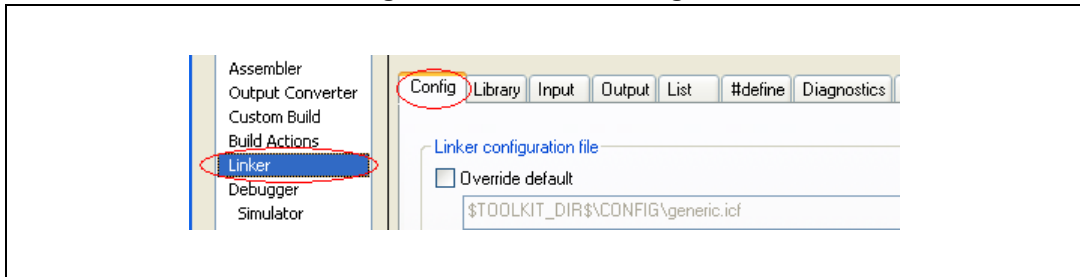 Assembler
Output Converter
Custom Build
Build Actions
Linker
Debugger
Simulator
Config Library Input Output List #define Diagnostics
Linker configuration file
Override default
$TOOLKIT_DIR$\CONFIG\generic.icf